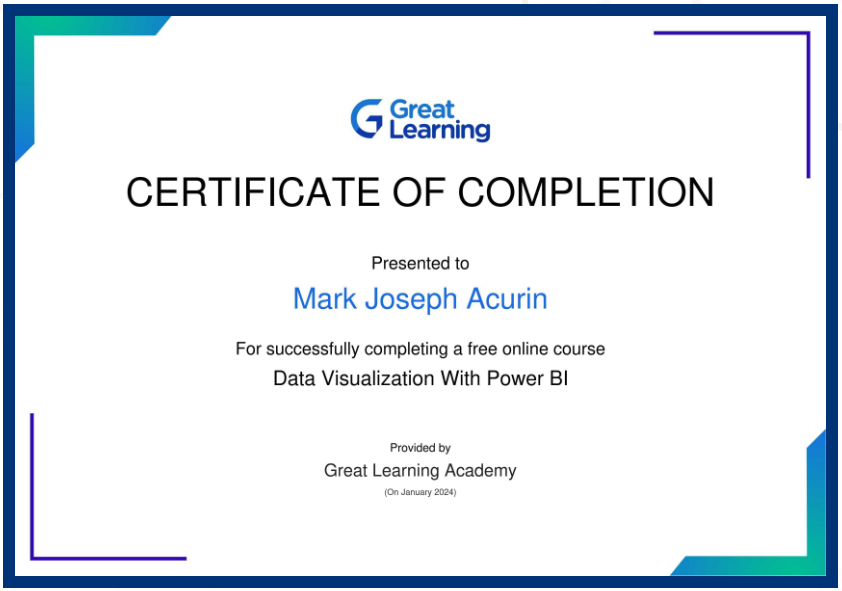 Great
Learning
CERTIFICATE OF COMPLETION
Presented to
Mark Joseph Acurin
For successfully completing a free online course
Data Visualization With Power BI
Provided by
Great Learning Academy
(On January 2024)